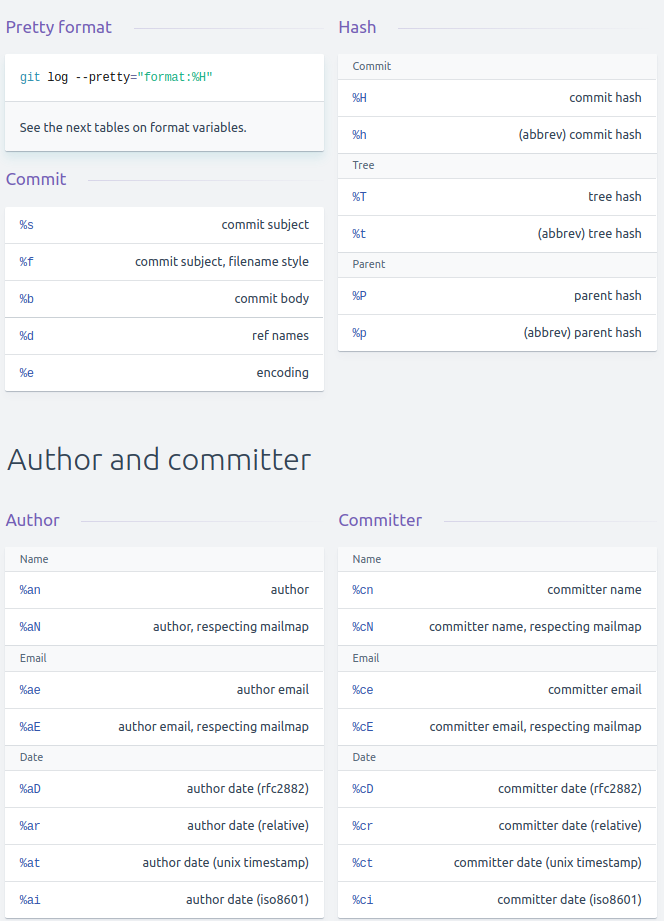 Pretty format
git log --pretty="format:%H"
See the next tables on format variables.
Commit
%s commit subject
%f commit subject, filename style
%b commit body
%d ref names
%e encoding
Hash
Commit
%H commit hash
%h (abbrev) commit hash
Tree
%T tree hash
%t (abbrev) tree hash
Parent
%P parent hash
%p (abbrev) parent hash
Author and committer
Author
Name
%an author
%aN author, respecting mailmap
Email
%ae author email
%aE author email, respecting mailmap
Date
%aD author date (rfc2882)
%ar author date (relative)
%at author date (unix timestamp)
%ai author date (iso8601)
Committer
Name
%cn committer name
%cN committer name, respecting mailmap
Email
%ce committer email
%cE committer email, respecting mailmap
Date
%cD committer date (rfc2882)
%cr committer date (relative)
%ct committer date (unix timestamp)
%ci committer date (iso8601)